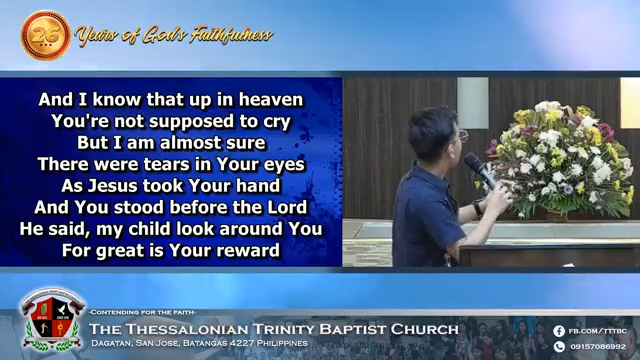 26
Years of God's Faithfulness
And I know that up in heaven
You're not supposed to cry
But I am almost sure
There were tears in Your eyes
As Jesus took Your hand
And You stood before the Lord
He said, my child look around You
For great is Your reward
-Contending for the faith-
The Thessalonian Trinity Baptist Church
Dagatan, San Jose, Batangas 4227 Philippines
FB.COM/TTTBC
09157086992